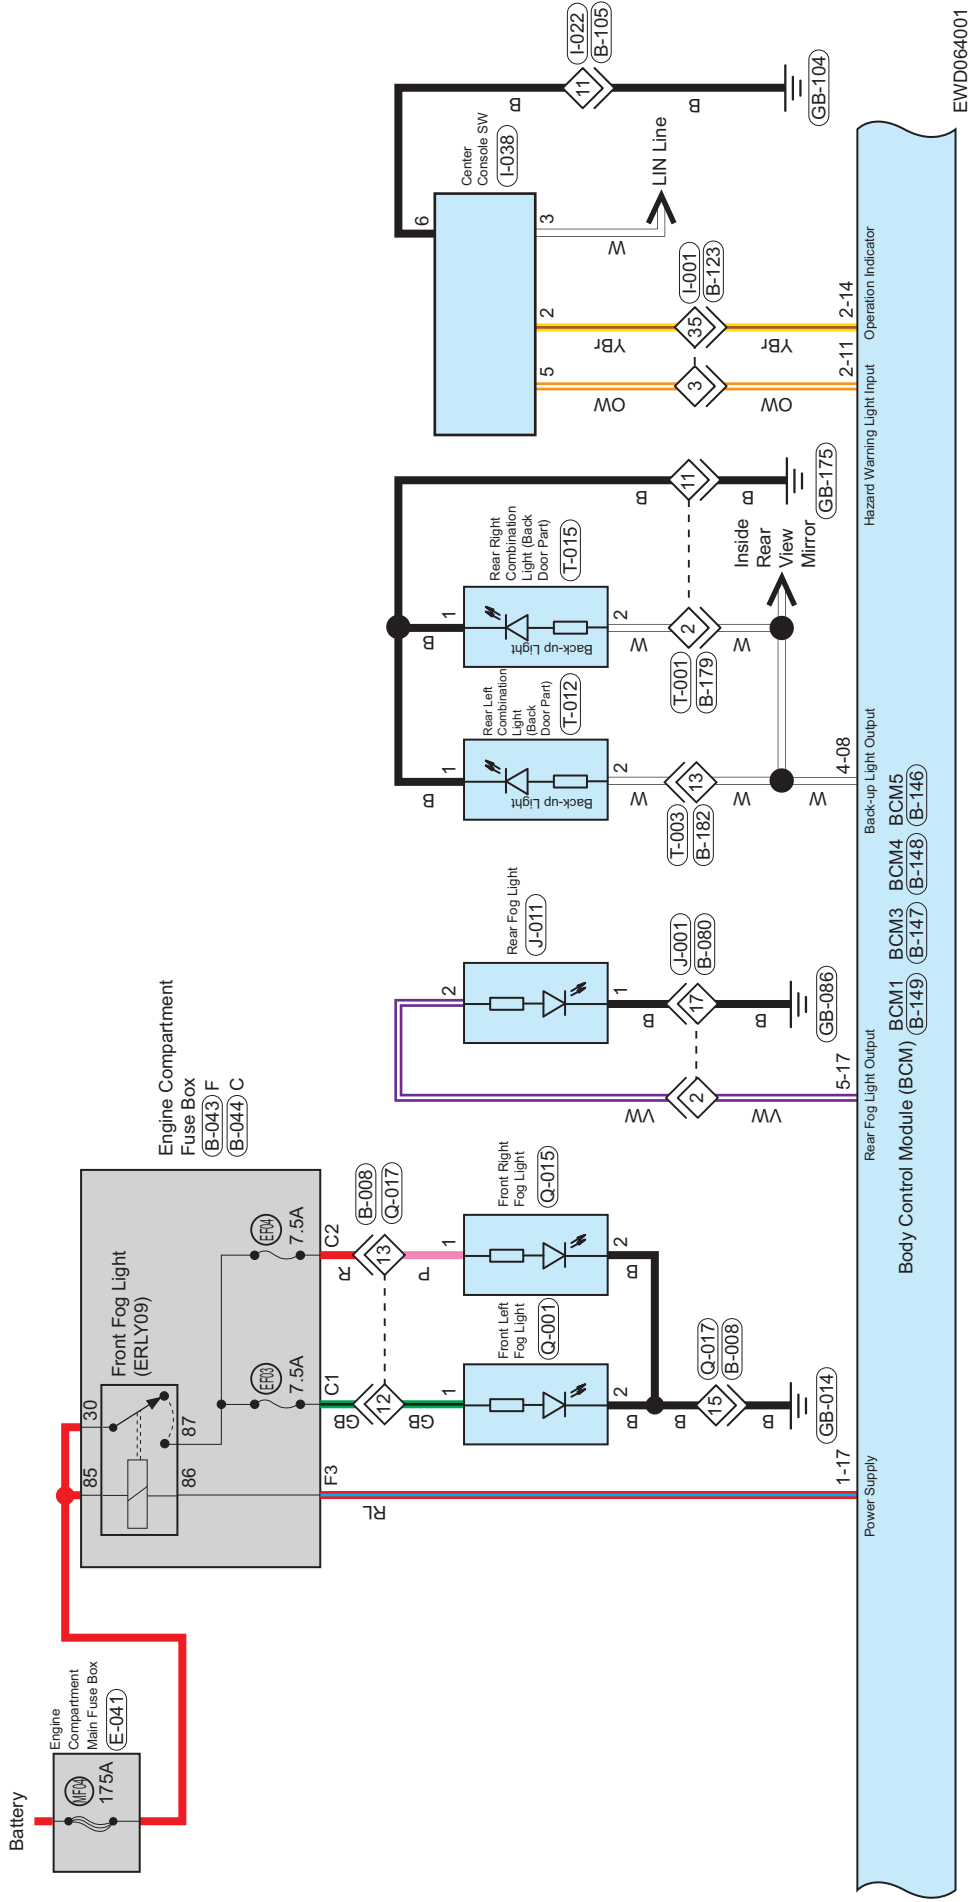 Battery
MF04
175A
Engine
Compartment
Main Fuse Box
E-041
Engine Compartment
Fuse Box
B-043 F
B-044 C
Front Fog Light
(ERLY09)
30
85
87
86
EF03
7.5A
EF04
7.5A
F3
C1
C2
RL
GB
R
12
13
B-008
Q-017
GB
P
1
1
Front Left
Fog Light
Q-001
Front Right
Fog Light
Q-015
2
2
B
B
B
15
Q-017
B-008
B
GB-014
1-17
Power Supply
2
Rear Fog Light
J-011
1
VW
B
2
17
J-001
B-080
VW
B
GB-086
5-17
Rear Fog Light Output
B
B
1
1
Rear Left
Combination
Light
(Back
Door Part)
T-012
Rear Right
Combination
Light (Back
Door Part)
T-015
Back-up Light
Back-up Light
2
2
W
W
B
13
2
11
T-003
B-182
T-001
B-179
W
W
B
GB-175
W
Inside
Rear
View
Mirror
4-08
Back-up Light Output
6
Center
Console SW
I-038
5
2
3
OW
YBr
W
LIN Line
3
35
I-001
B-123
OW
YBr
2-11
2-14
Hazard Warning Light Input
Operation Indicator
B
11
I-022
B-105
B
GB-104
Body Control Module (BCM)
BCM1
B-149
BCM3
B-147
BCM4
B-148
BCM5
B-146
EWD064001